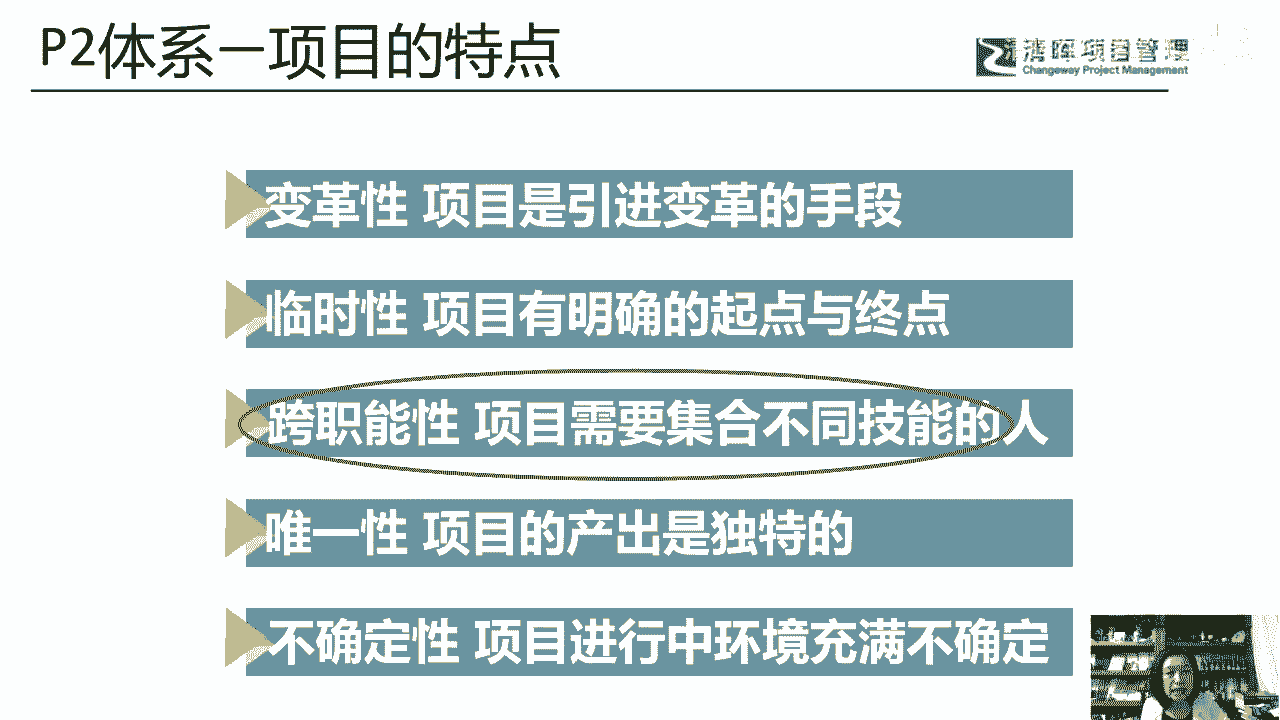 P2体系一项目的特点
清晖项目管理
Changeway Project Management
变革性 项目是引进变革的手段
临时性 项目有明确的起点与终点
跨职能性 项目需要集合不同技能的人
唯一性 项目的产出是独特的
不确定性 项目进行中环境充满不确定